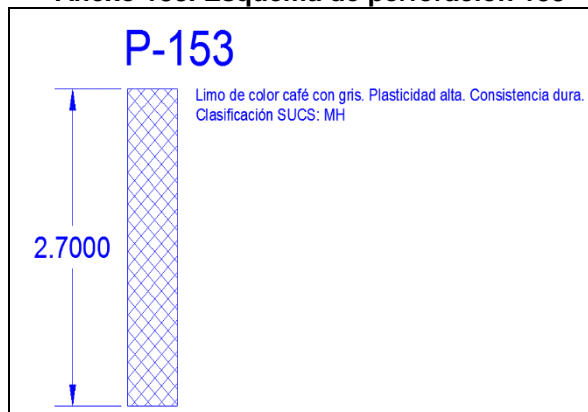 P-153
Limo de color café con gris. Plasticidad alta. Consistencia dura.
Clasificación SUCS: MH
2.7000